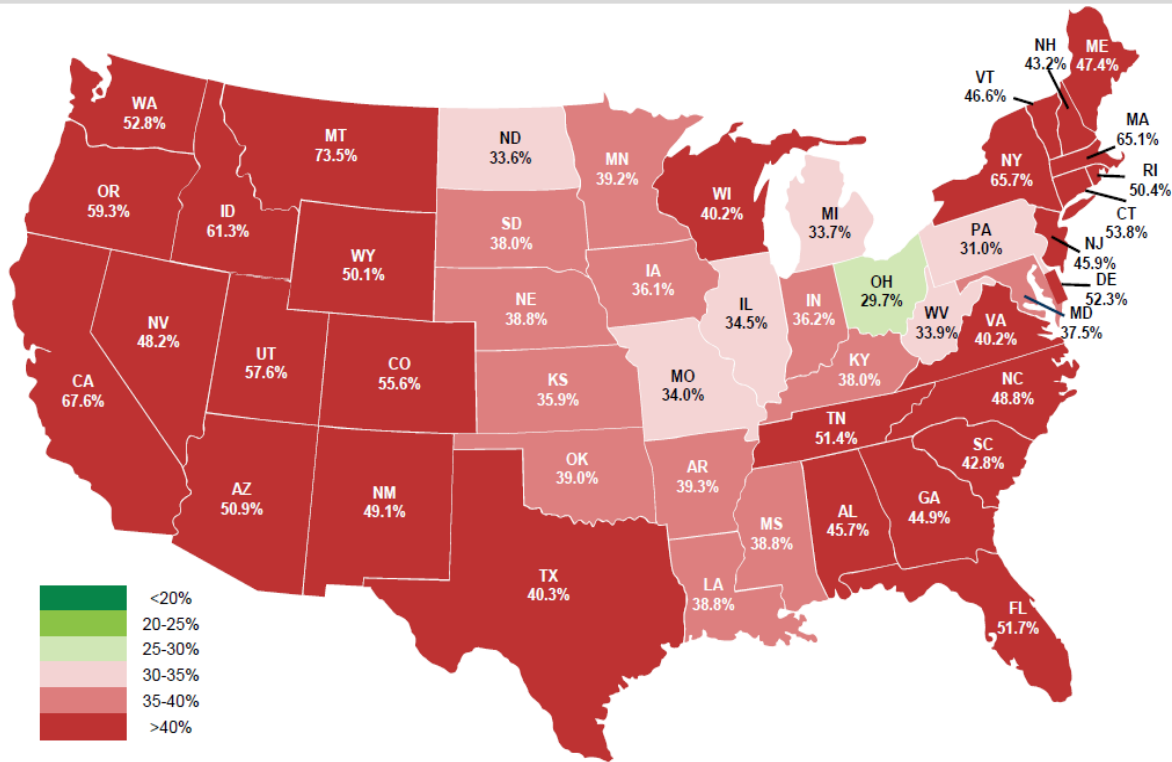 WA
52.8%
OR
59.3%
CA
67.6%
NV
48.2%
ID
61.3%
MT
73.5%
WY
50.1%
UT
57.6%
CO
55.6%
AZ
50.9%
NM
49.1%
ND
33.6%
SD
38.0%
NE
38.8%
KS
35.9%
OK
39.0%
TX
40.3%
MN
39.2%
IA
36.1%
MO
34.0%
AR
39.3%
LA
38.8%
WI
40.2%
IL
34.5%
MS
38.8%
MI
33.7%
IN
36.2%
KY
38.0%
TN
51.4%
AL
45.7%
OH
29.7%
WV
33.9%
GA
44.9%
FL
51.7%
SC
42.8%
NC
48.8%
VA
40.2%
PA
31.0%
NY
65.7%
VT
46.6%
NH
43.2%
ME
47.4%
MA
65.1%
RI
50.4%
CT
53.8%
NJ
45.9%
DE
52.3%
MD
37.5%
<20%
20-25%
25-30%
30-35%
35-40%
>40%